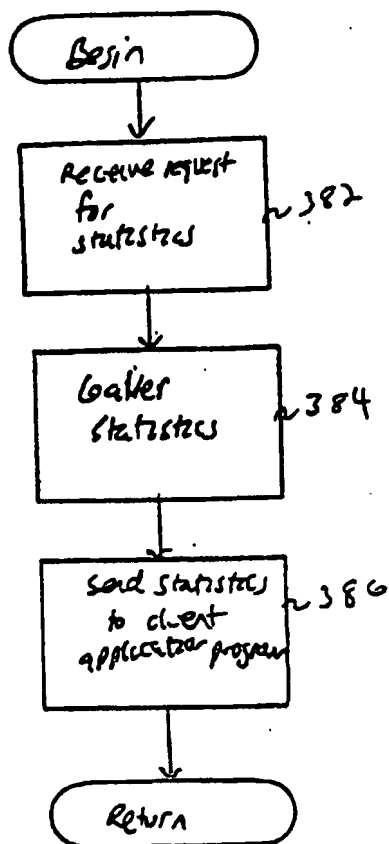 Begin
Receive request
for
statistics
382
Gather
Statistics
384
Send statistics
to client
application program
386
Return